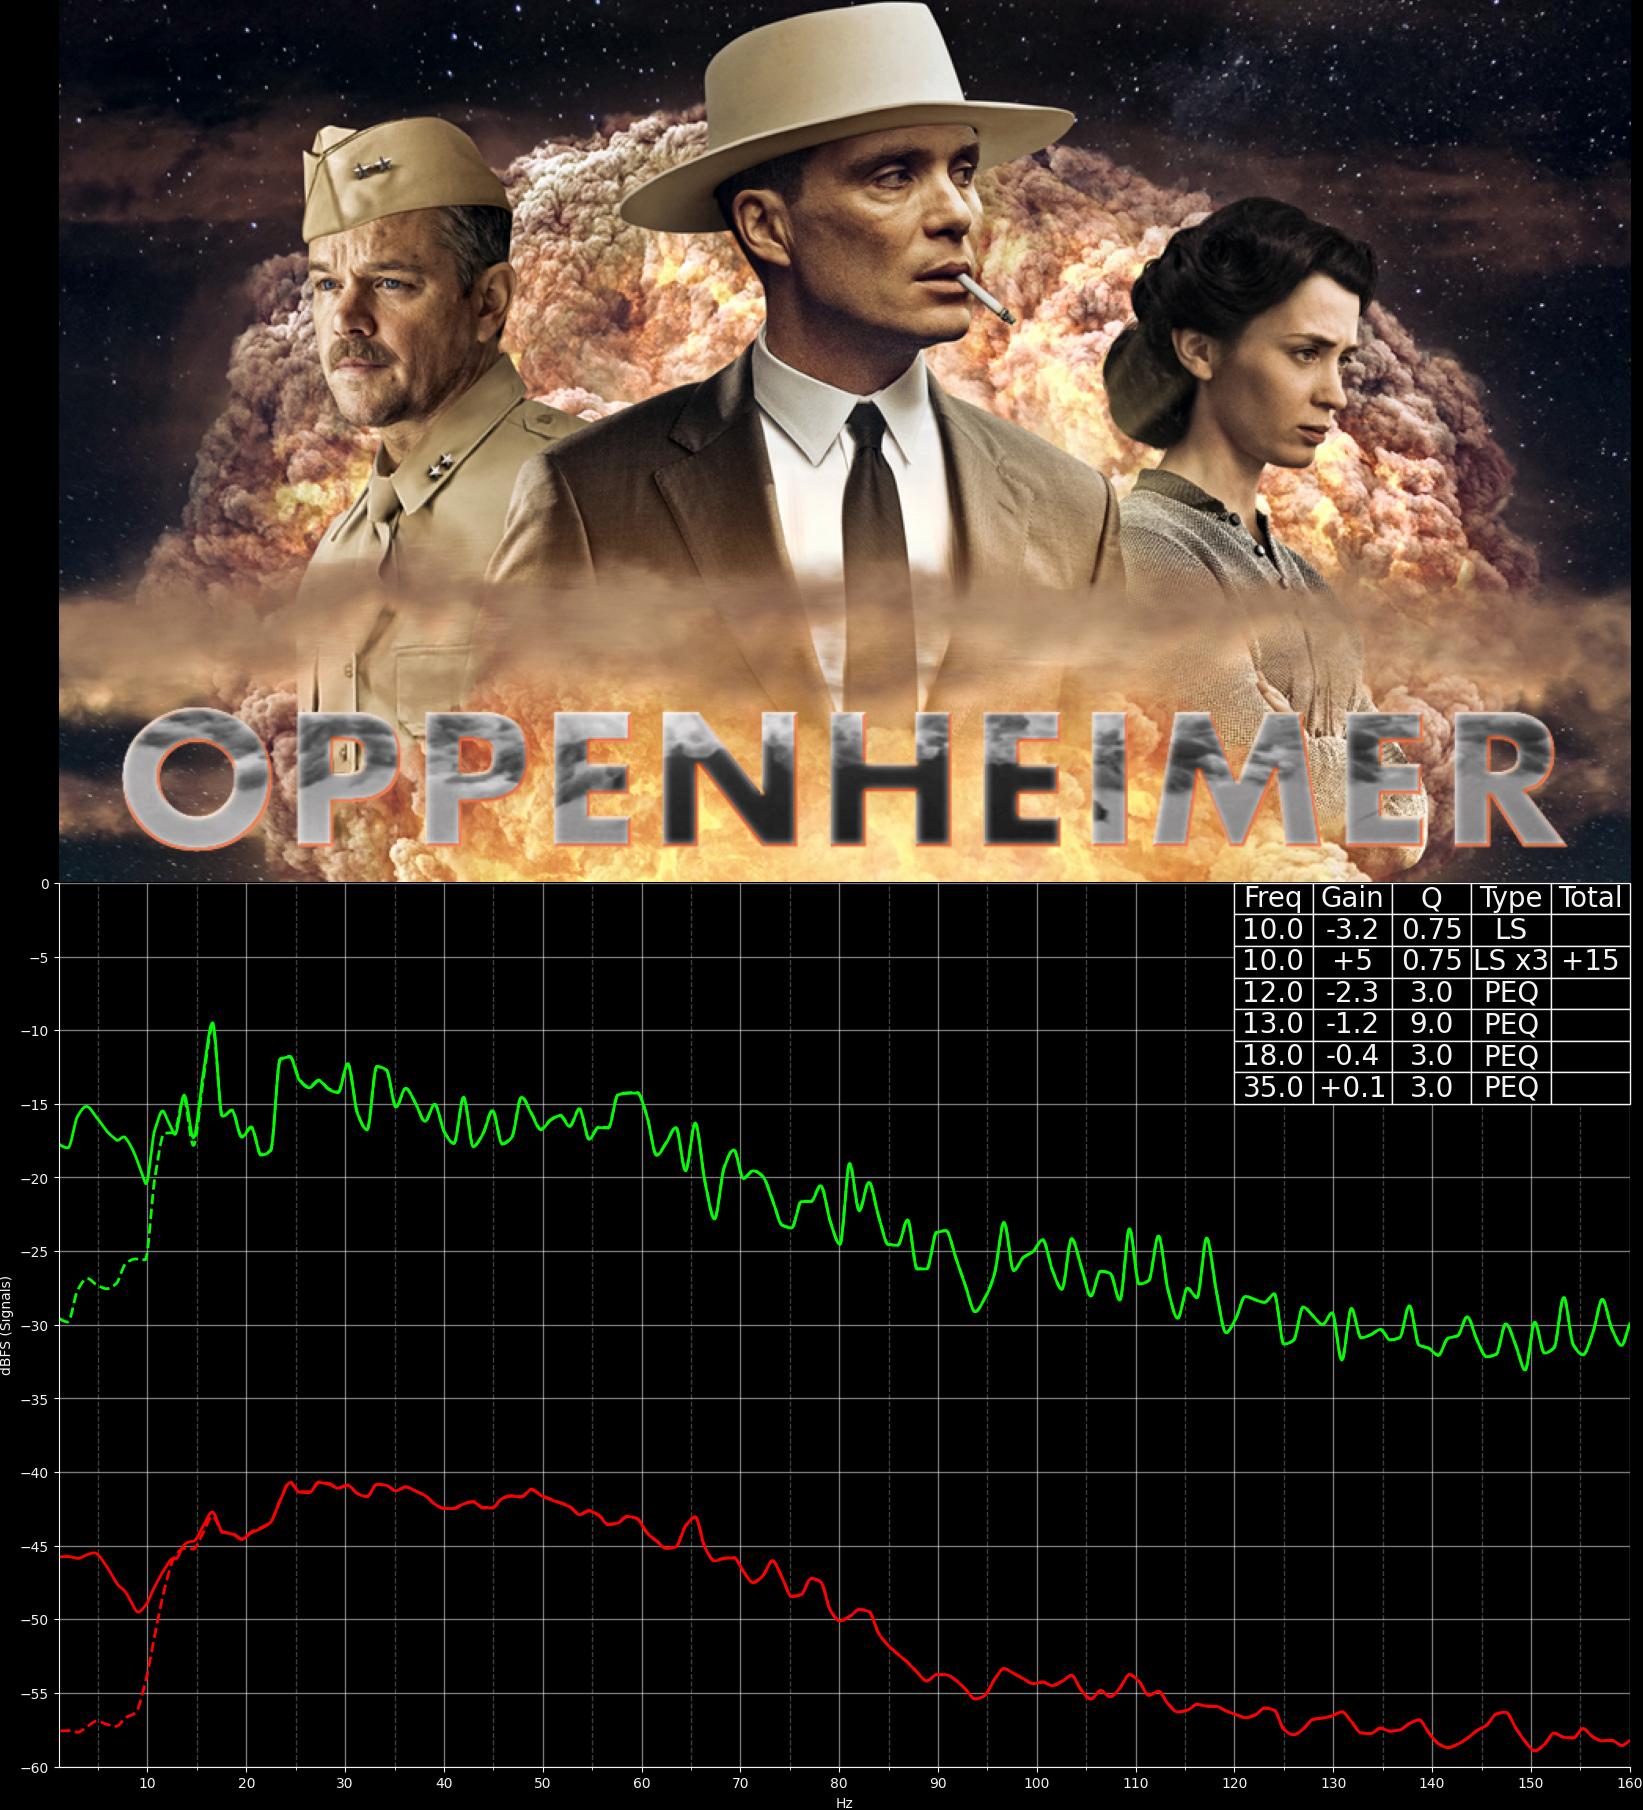 OPPENHEIMER
Freq Gain Q Type Total
10.0 -3.2 0.75 LS
10.0 +5 0.75 LS x3 +15
12.0 -2.3 3.0 PEQ
13.0 -1.2 9.0 PEQ
18.0 -0.4 3.0 PEQ
35.0 +0.1 3.0 PEQ
0
−5
−10
−15
−20
−25
−30
−35
−40
−45
−50
−55
−60
dBFS (Signals)
10 20 30 40 50 60 70 80 90 100 110 120 130 140 150 160
Hz